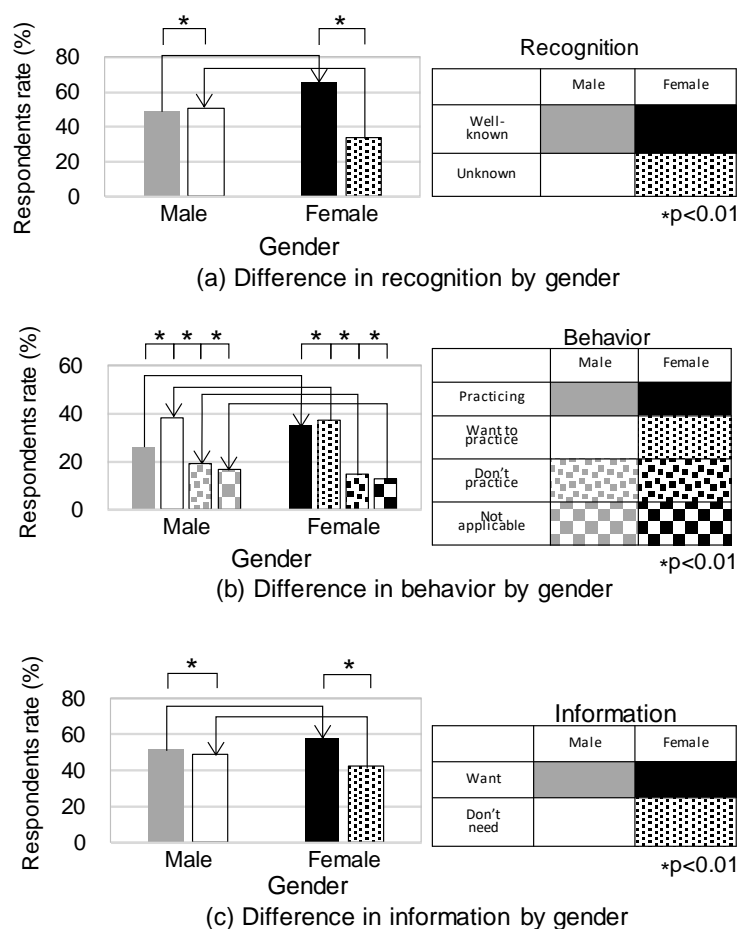 Respondents rate (%)
80
60
40
20
0
*
*
Male
Female
Gender
Recognition
Male
Female
Well-
known
Unknown
*p<0.01
(a) Difference in recognition by gender
Respondents rate (%)
60
40
20
0
* * *
* * *
Male
Female
Gender
Behavior
Male
Female
Practicing
Want to
practice
Don't
practice
Not
applicable
*p<0.01
(b) Difference in behavior by gender
Respondents rate (%)
80
60
40
20
0
*
*
Male
Female
Gender
Information
Male
Female
Want
Don't
need
*p<0.01
(c) Difference in information by gender